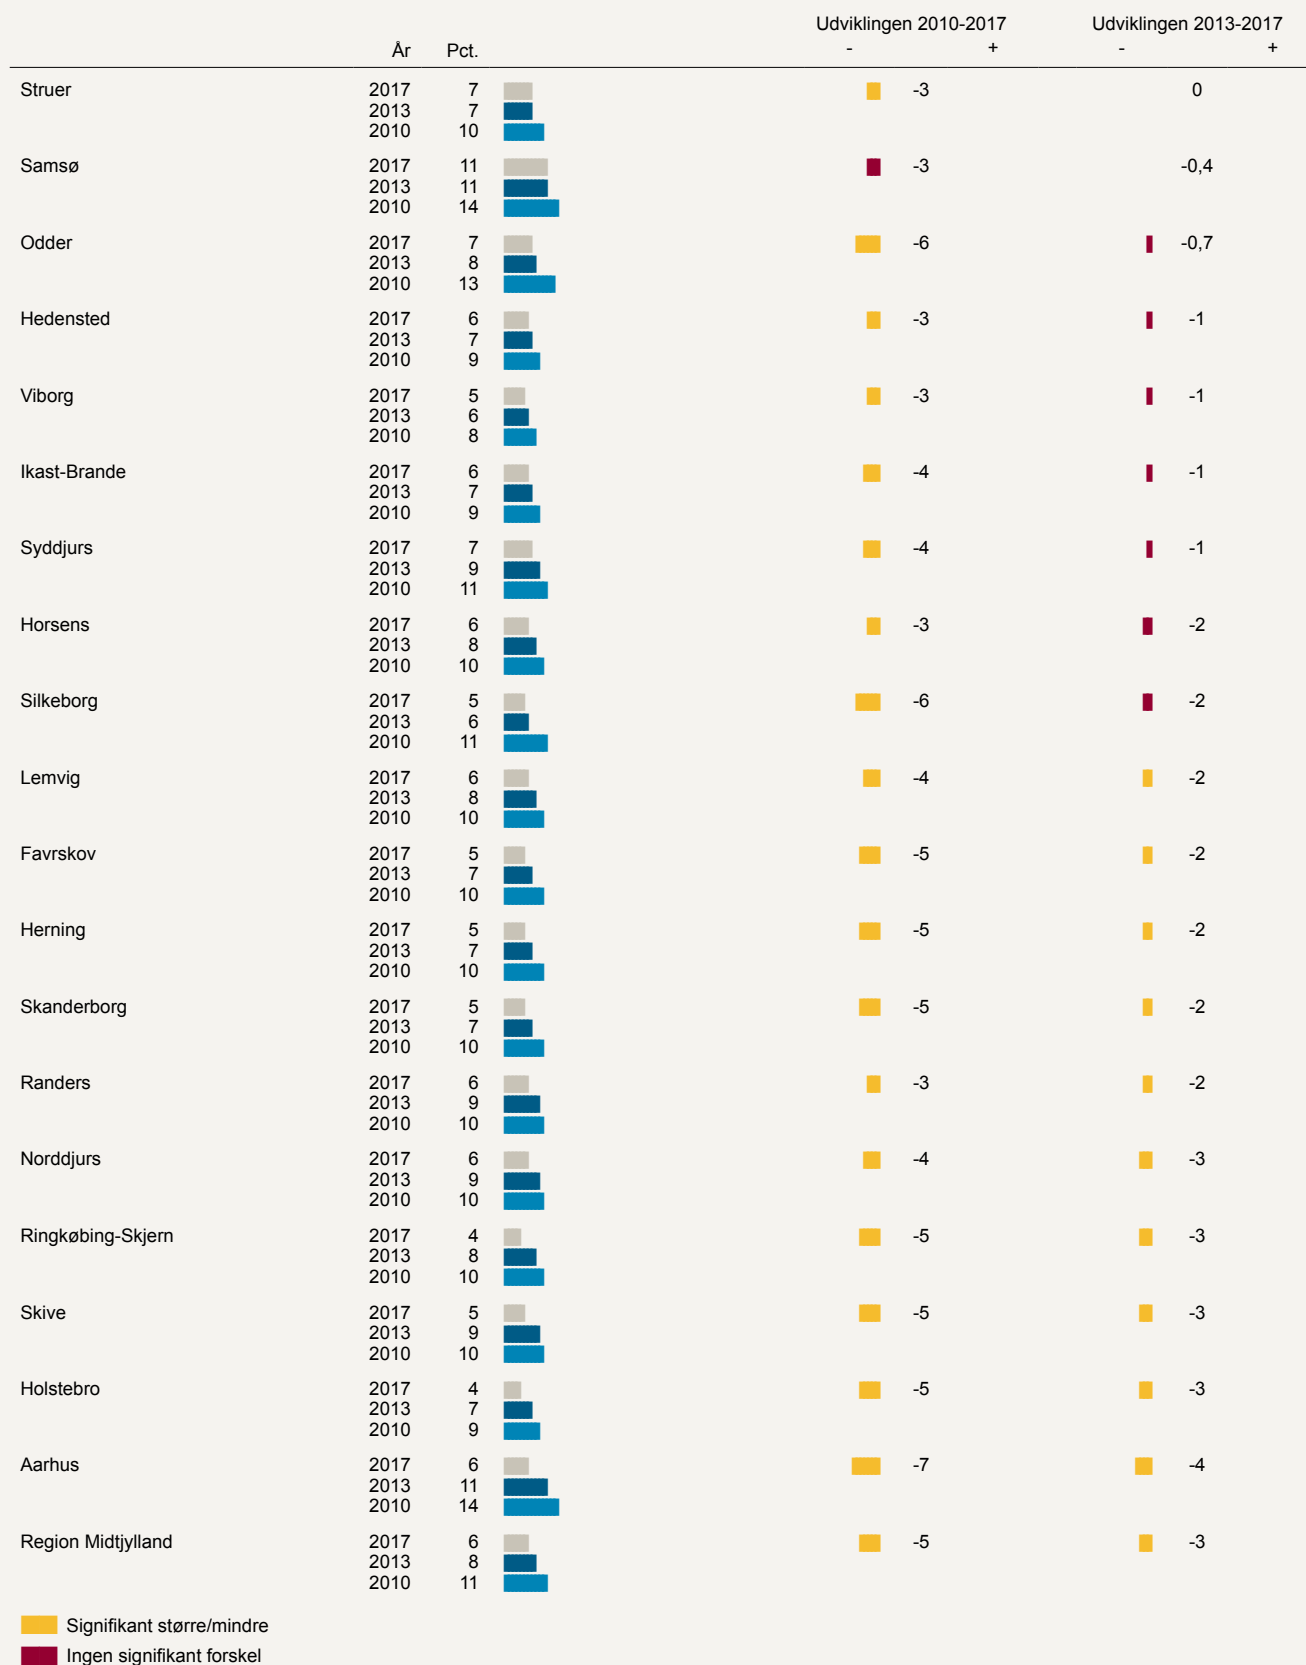 Udviklingen 2010-2017 Udviklingen 2013-2017
År Pct. - + - +
Struer 2017 7 -3 0
2013 7
2010 10
Samsø 2017 11 -3 -0,4
2013 11
2010 14
Odder 2017 7 -6 -0,7
2013 8
2010 13
Hedensted 2017 6 -3 -1
2013 7
2010 9
Viborg 2017 5 -3 -1
2013 6
2010 8
Ikast-Brande 2017 6 -4 -1
2013 7
2010 9
Syddjurs 2017 7 -4 -1
2013 9
2010 11
Horsens 2017 6 -3 -2
2013 8
2010 10
Silkeborg 2017 5 -6 -2
2013 6
2010 11
Lemvig 2017 6 -4 -2
2013 8
2010 10
Favrskov 2017 5 -5 -2
2013 7
2010 10
Herning 2017 5 -5 -2
2013 7
2010 10
Skanderborg 2017 5 -5 -2
2013 7
2010 10
Randers 2017 6 -3 -2
2013 9
2010 10
Norddjurs 2017 6 -4 -3
2013 9
2010 10
Ringkøbing-Skjern 2017 4 -5 -3
2013 8
2010 10
Skive 2017 5 -5 -3
2013 9
2010 10
Holstebro 2017 4 -5 -3
2013 7
2010 9
Aarhus 2017 6 -7 -4
2013 11
2010 14
Region Midtjylland 2017 6 -5 -3
2013 8
2010 11
Signifikant større/mindre
Ingen signifikant forskel